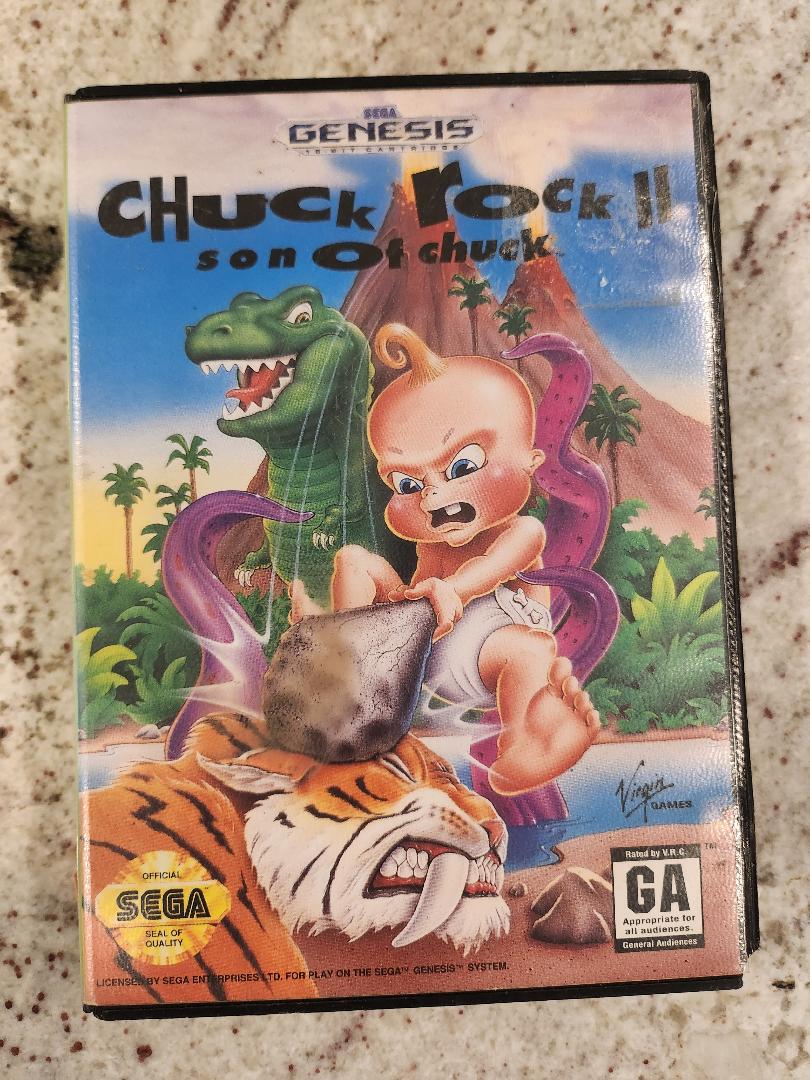 SEGA
GENESIS
16-BIT CARTRIDGE
CHuck rock II
son Of chuck
Virgin
GAMES
Rated by V.R.C.
TM
GA
Appropriate for
all audiences.
General Audiences
OFFICIAL
SEGA
SEAL OF
QUALITY
LICENSED BY SEGA ENTERPRISES LTD. FOR PLAY ON THE SEGA™ GENESIS™ SYSTEM.